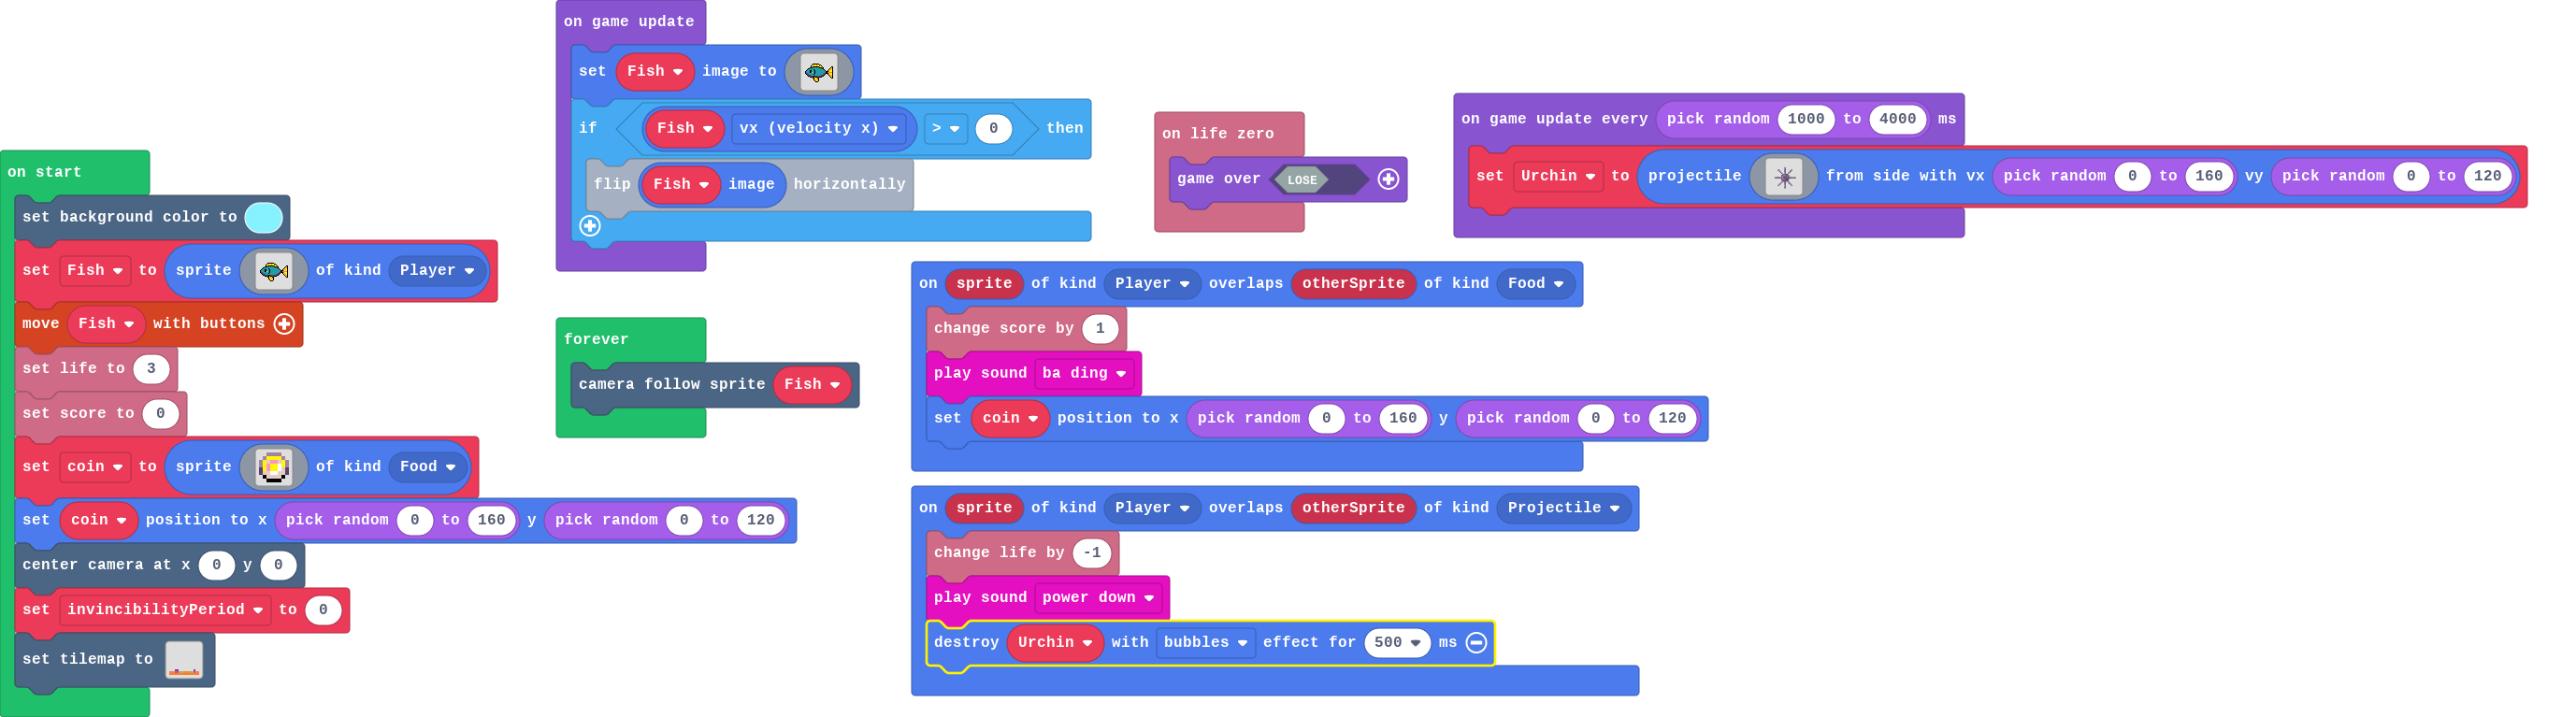 on start
set background color to
set Fish to sprite of kind Player
move Fish with buttons
set life to 3
set score to 0
set coin to sprite of kind Food
set coin position to x pick random 0 to 160 y pick random 0 to 120
center camera at x 0 y 0
set invincibilityPeriod to 0
set tilemap to
on game update
set Fish image to
if Fish vx (velocity x) > 0 then
flip Fish image horizontally
forever
camera follow sprite Fish
on life zero
game over LOSE
on game update every pick random 1000 to 4000 ms
set Urchin to projectile from side with vx pick random 0 to 160 vy pick random 0 to 120
on sprite of kind Player overlaps otherSprite of kind Food
change score by 1
play sound ba ding
set coin position to x pick random 0 to 160 y pick random 0 to 120
on sprite of kind Player overlaps otherSprite of kind Projectile
change life by -1
play sound power down
destroy Urchin with bubbles effect for 500 ms